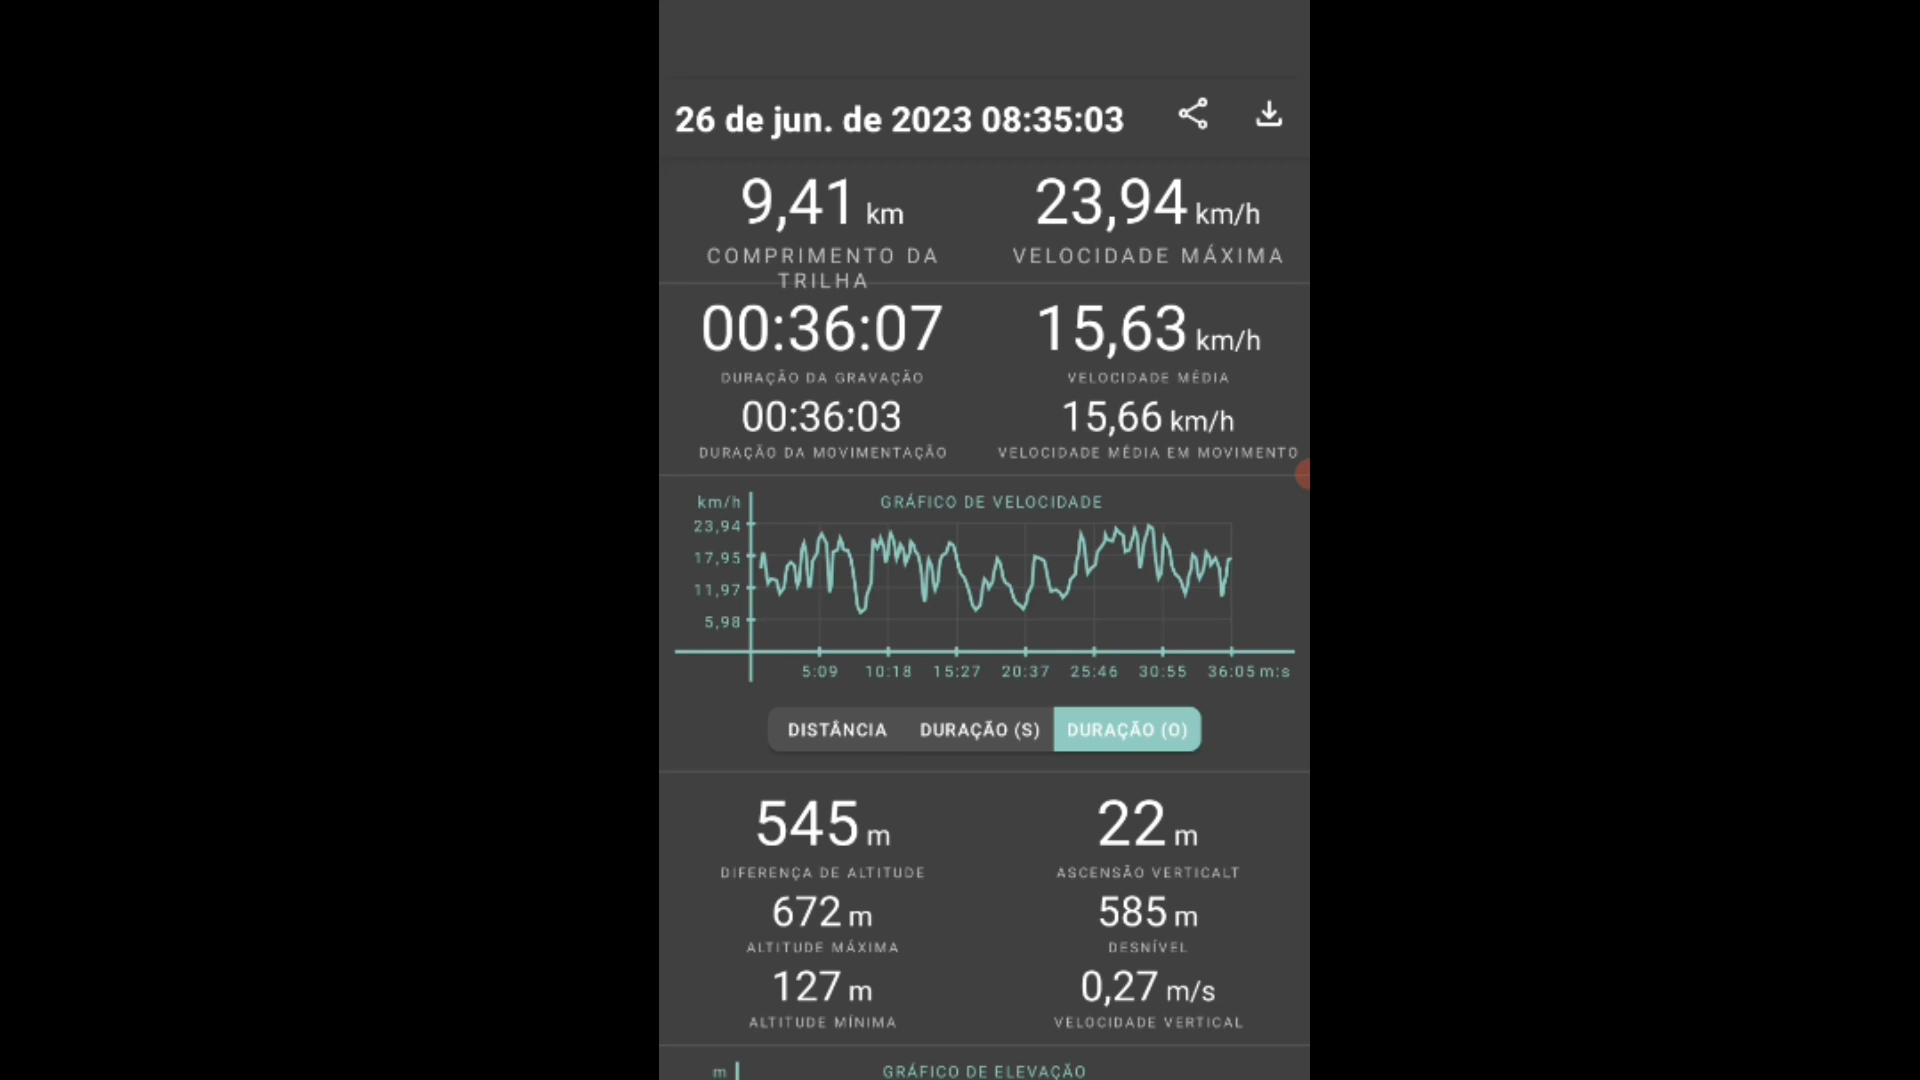 26 de jun. de 2023 08:35:03
9,41 km 23,94 km/h
COMPRIMENTO DA VELOCIDADE MÁXIMA
TRILHA
00:36:07 15,63 km/h
DURAÇÃO DA GRAVAÇÃO VELOCIDADE MÉDIA
00:36:03 15,66 km/h
DURAÇÃO DA MOVIMENTAÇÃO VELOCIDADE MÉDIA EM MOVIMENTO
km/h GRÁFICO DE VELOCIDADE
23,94
17,95
11,97
5,98
5:09 10:18 15:27 20:37 25:46 30:55 36:05 m:s
DISTÂNCIA DURAÇÃO (S) DURAÇÃO (O)
545 m 22 m
DIFERENÇA DE ALTITUDE ASCENSÃO VERTICALT
672 m 585 m
ALTITUDE MÁXIMA DESNÍVEL
127 m 0,27 m/s
ALTITUDE MÍNIMA VELOCIDADE VERTICAL
m GRÁFICO DE ELEVAÇÃO